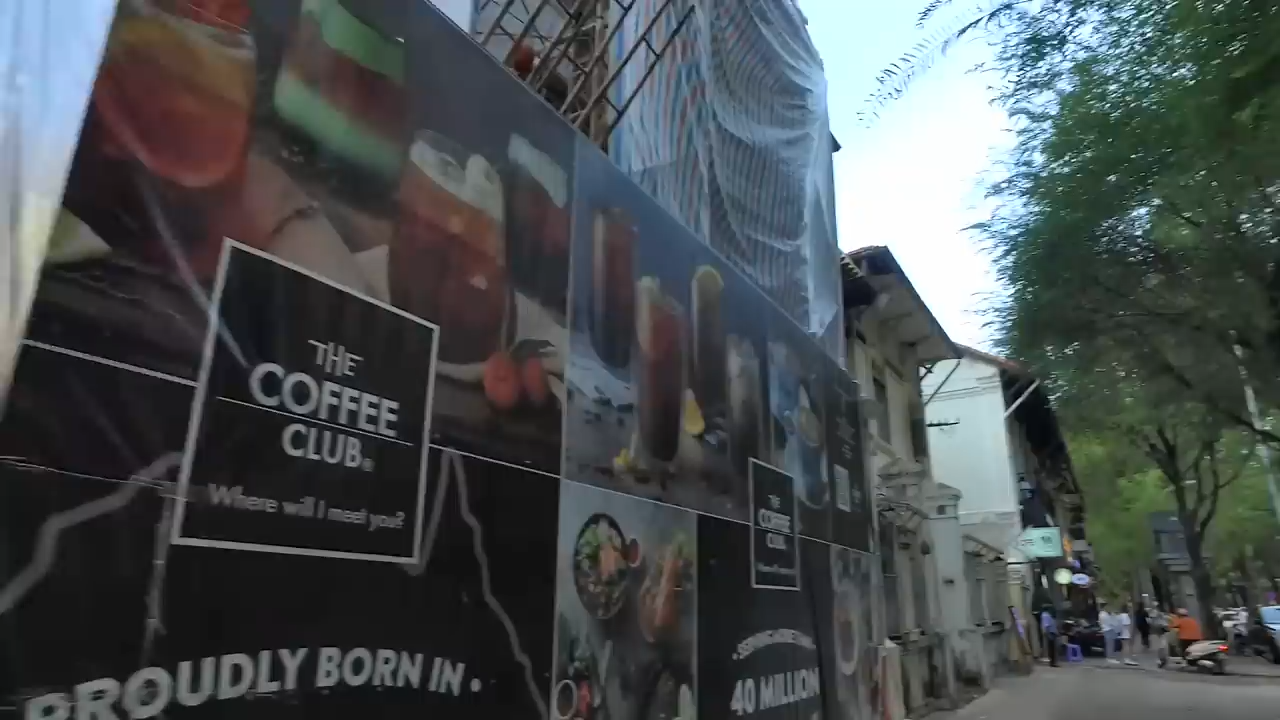 THE
COFFEE
CLUB
Where will I meet you?
PROUDLY BORN IN
THE
COFFEE
CLUB
40 MILLION